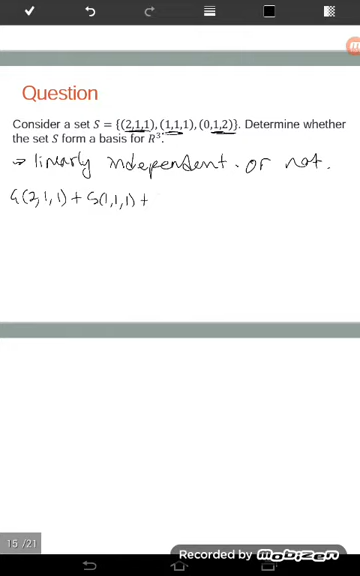 Question
Consider a set S = {(2,1,1), (1,1,1), (0,1,2)}. Determine whether
the set S form a basis for R³.
→ linearly independent. or not.
C₁(2,1,1) + C₂(1,1,1) +
15 /21
Recorded by mobizen